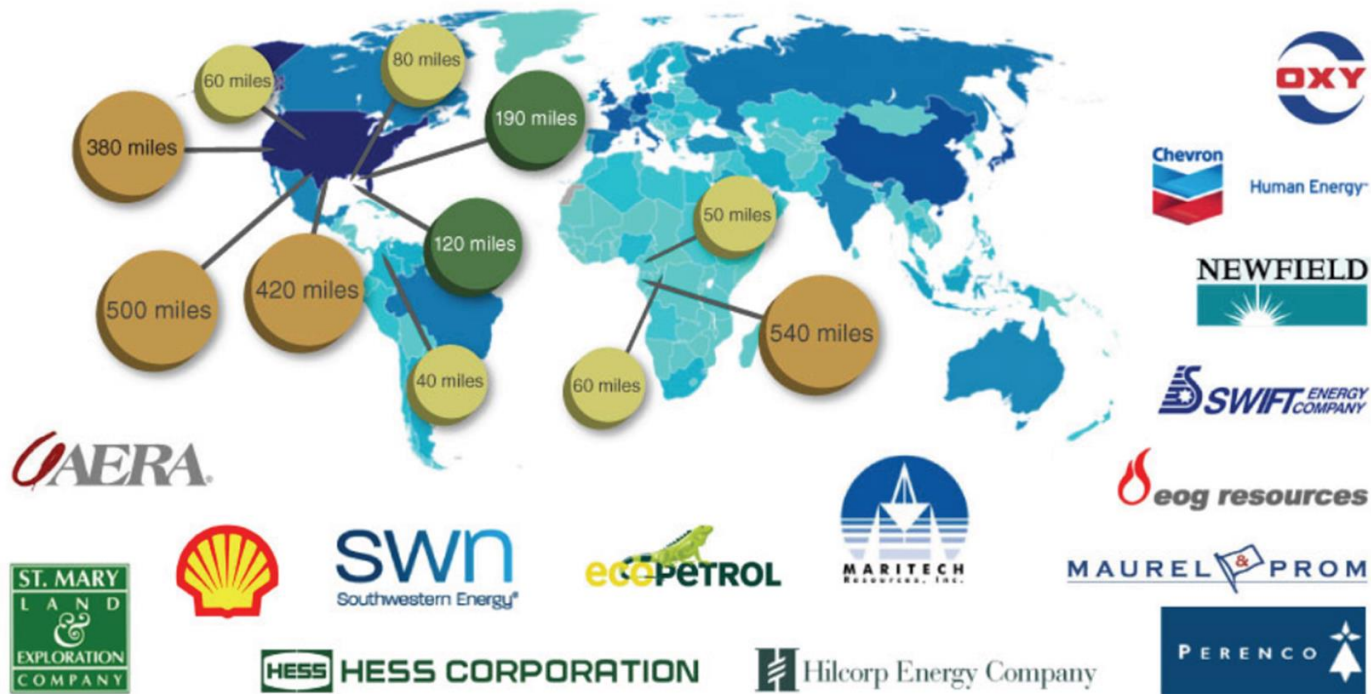 60 miles
80 miles
380 miles
190 miles
500 miles
420 miles
120 miles
40 miles
50 miles
60 miles
540 miles
OXY
Chevron
Human Energy™
NEWFIELD
SWIFT ENERGY
COMPANY
eog resources
MAUREL & PROM
PERENCO
AERA®
ST. MARY
LAND
&
EXPLORATION
COMPANY
swn
Southwestern Energy®
ecoPETROL
MARITECH
Resources, Inc.
HESS HESS CORPORATION
Hilcorp Energy Company